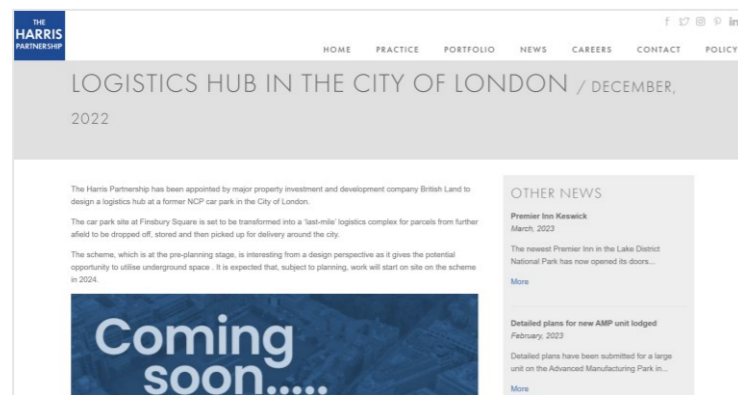 THE
HARRIS
PARTNERSHIP
HOME PRACTICE PORTFOLIO NEWS CAREERS CONTACT POLICY
LOGISTICS HUB IN THE CITY OF LONDON / DECEMBER,
2022
The Harris Partnership has been appointed by major property investment and development company British Land to
design a logistics hub at a former NCP car park in the City of London.
The car park site at Finsbury Square is set to be transformed into a 'last-mile' logistics complex for parcels from further
afield to be dropped off, stored and then picked up for delivery around the city.
The scheme, which is at the pre-planning stage, is interesting from a design perspective as it gives the potential
opportunity to utilise underground space . It is expected that, subject to planning, work will start on site on the scheme
in 2024.
Coming
soon.....
OTHER NEWS
Premier Inn Keswick
March, 2023
The newest Premier Inn in the Lake District
National Park has now opened its doors...
More
Detailed plans for new AMP unit lodged
February, 2023
Detailed plans have been submitted for a large
unit on the Advanced Manufacturing Park in...
More